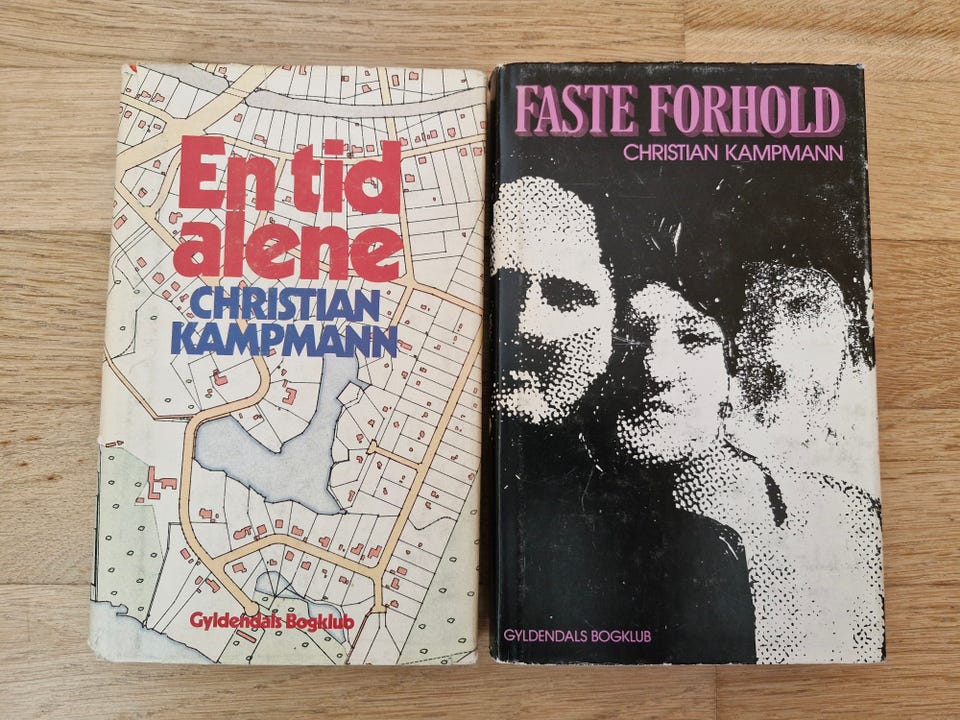 En tid
alene
CHRISTIAN
KAMPMANN
Gyldendals Bogklub
FASTE FORHOLD
CHRISTIAN KAMPMANN
GYLDENDALS BOGKLUB